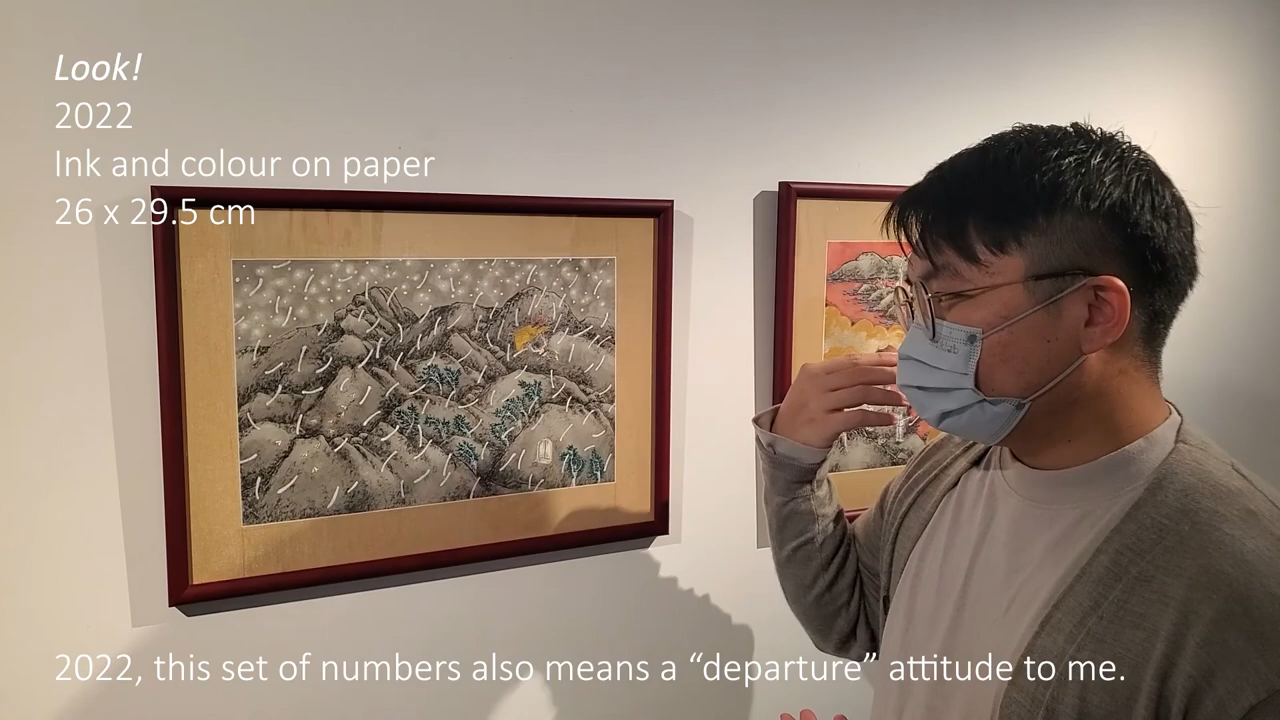 Look!
2022
Ink and colour on paper
26 x 29.5 cm
2022, this set of numbers also means a “departure” attitude to me.